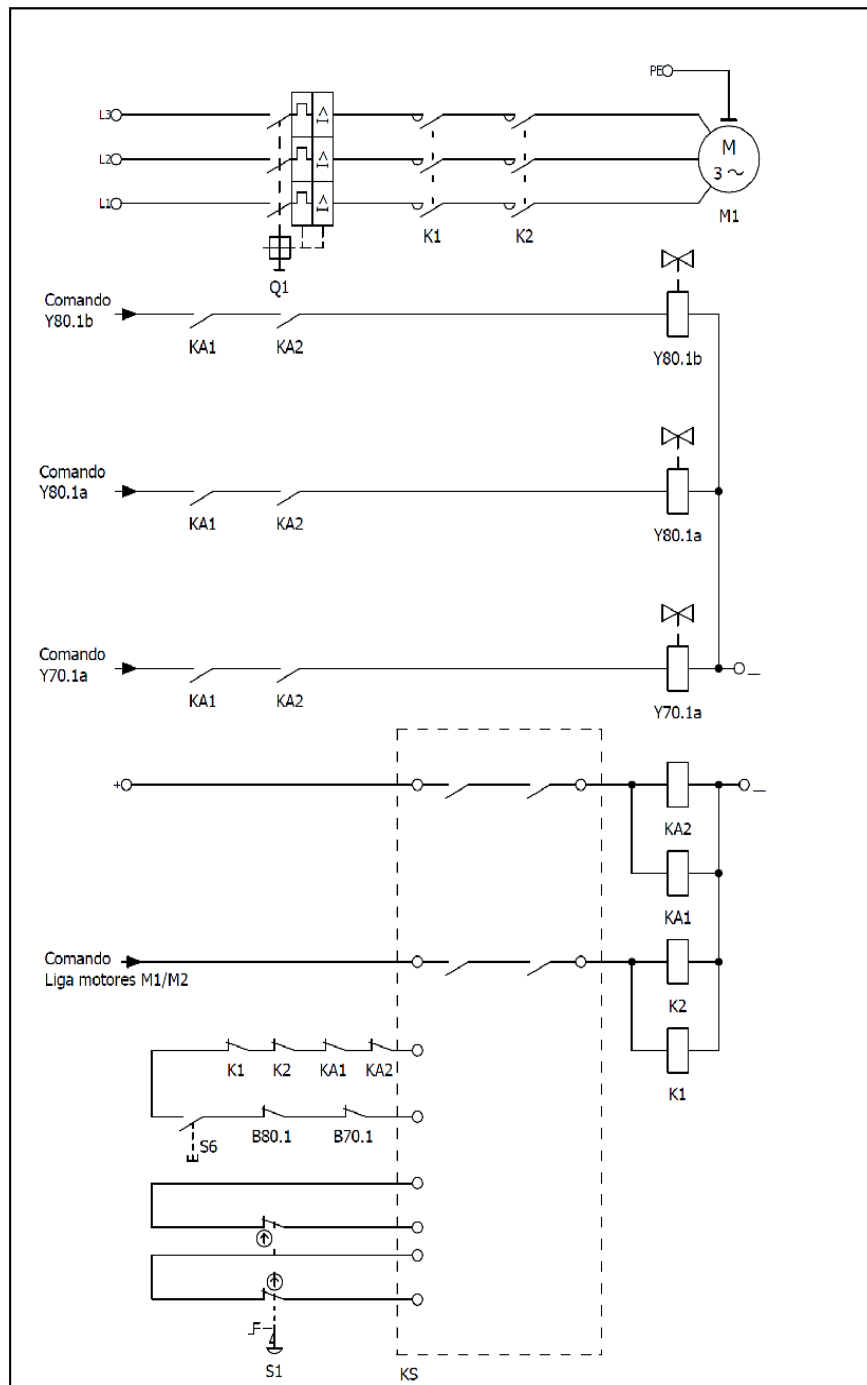 PE
L3
L2
L1
M
3 ~
M1
K1 K2
Q1
Comando
Y80.1b
KA1 KA2
Y80.1b
Comando
Y80.1a
KA1 KA2
Y80.1a
Comando
Y70.1a
KA1 KA2
Y70.1a
—
+
—
KA2
KA1
Comando
Liga motores M1/M2
K2
K1
K1 K2 KA1 KA2
S6 B80.1 B70.1
S1
KS